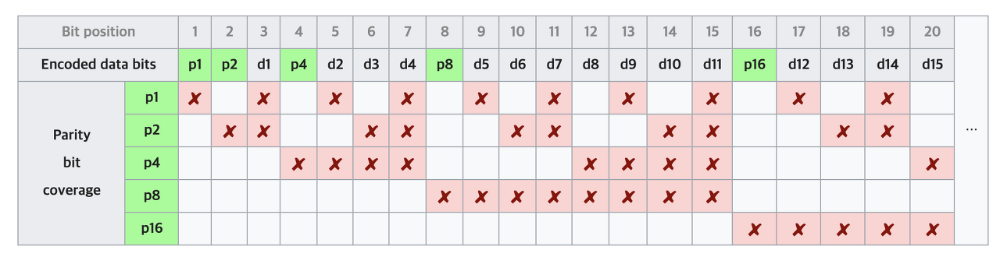 Bit position 1 2 3 4 5 6 7 8 9 10 11 12 13 14 15 16 17 18 19 20
Encoded data bits p1 p2 d1 p4 d2 d3 d4 p8 d5 d6 d7 d8 d9 d10 d11 p16 d12 d13 d14 d15
Parity
bit
coverage
p1 ✘ ✘ ✘ ✘ ✘ ✘ ✘ ✘ ✘ ✘
p2 ✘ ✘ ✘ ✘ ✘ ✘ ✘ ✘ ✘ ✘
p4 ✘ ✘ ✘ ✘ ✘ ✘ ✘ ✘ ✘
p8 ✘ ✘ ✘ ✘ ✘ ✘ ✘ ✘
p16 ✘ ✘ ✘ ✘ ✘
...